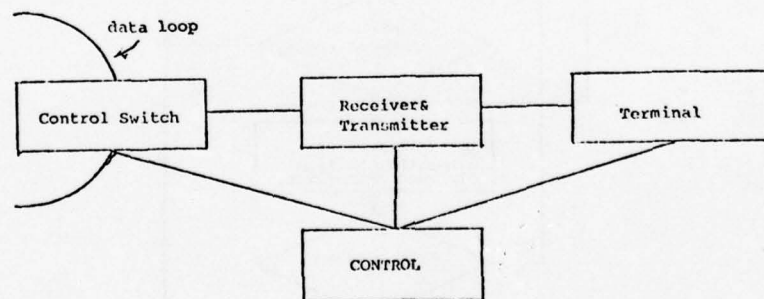 data loop
Control Switch
Receiver&
Transmitter
Terminal
CONTROL